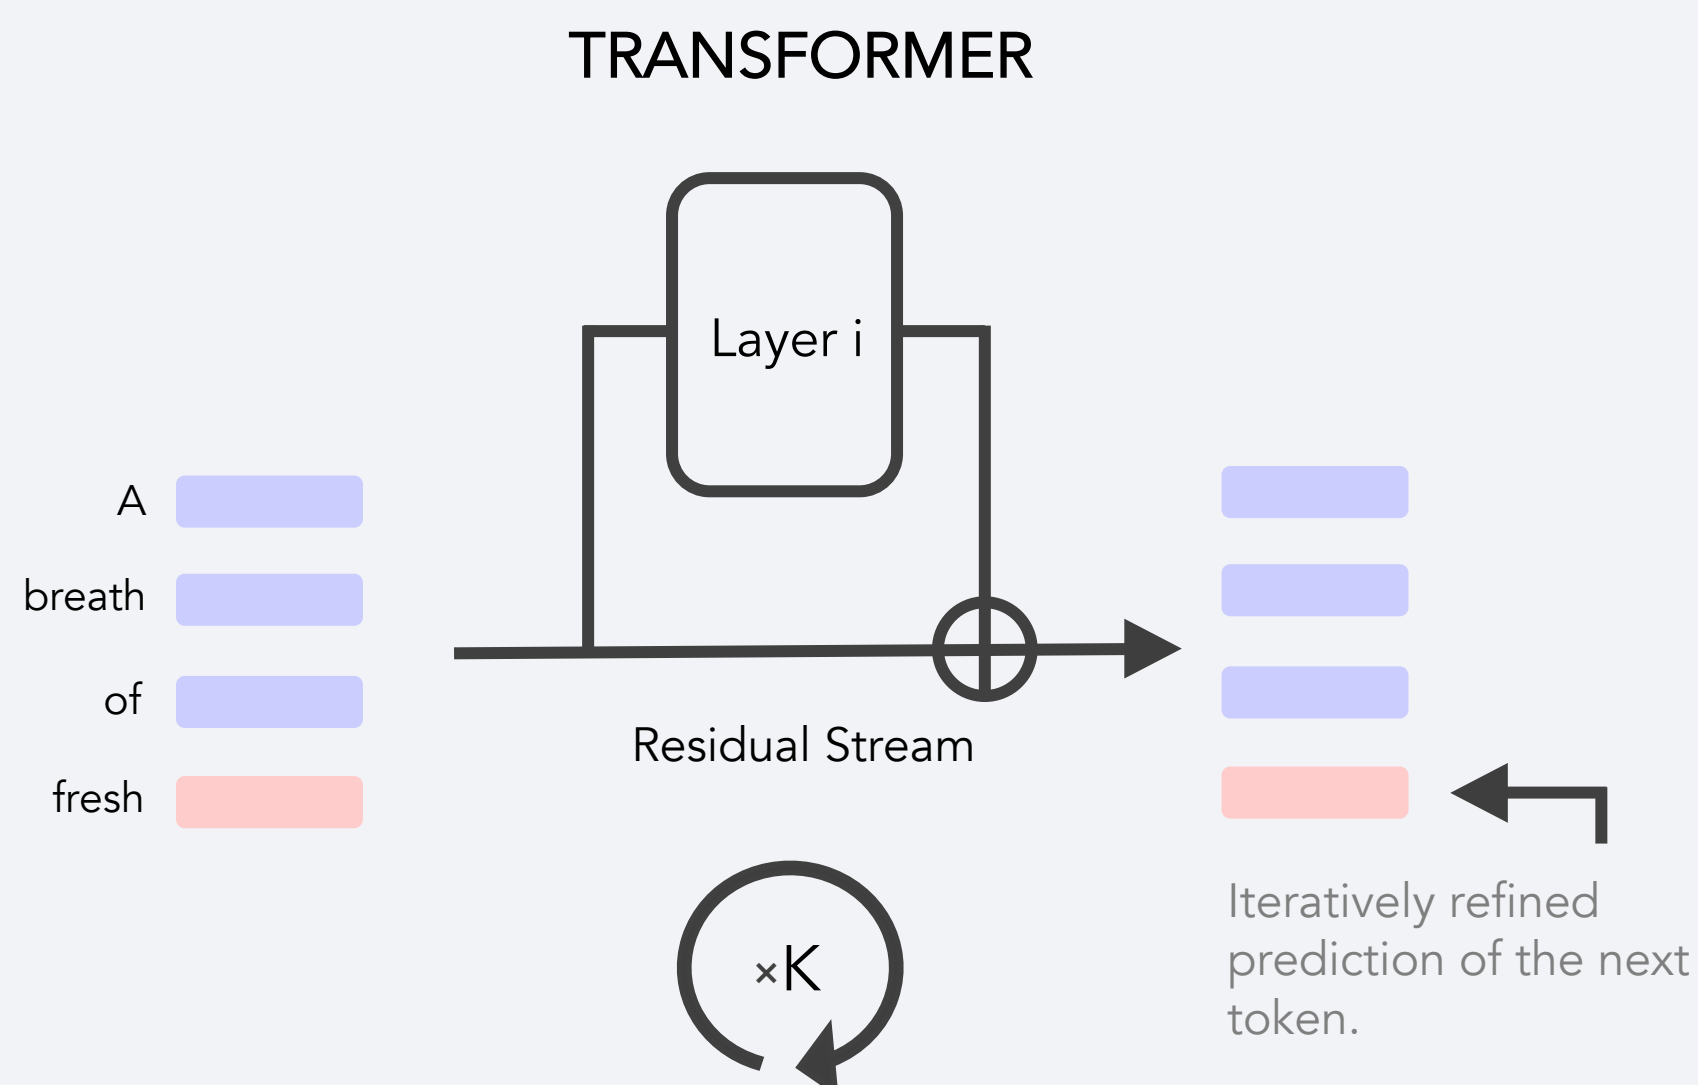 TRANSFORMER
Layer i
A
breath
of
fresh
Residual Stream
×K
Iteratively refined
prediction of the next
token.